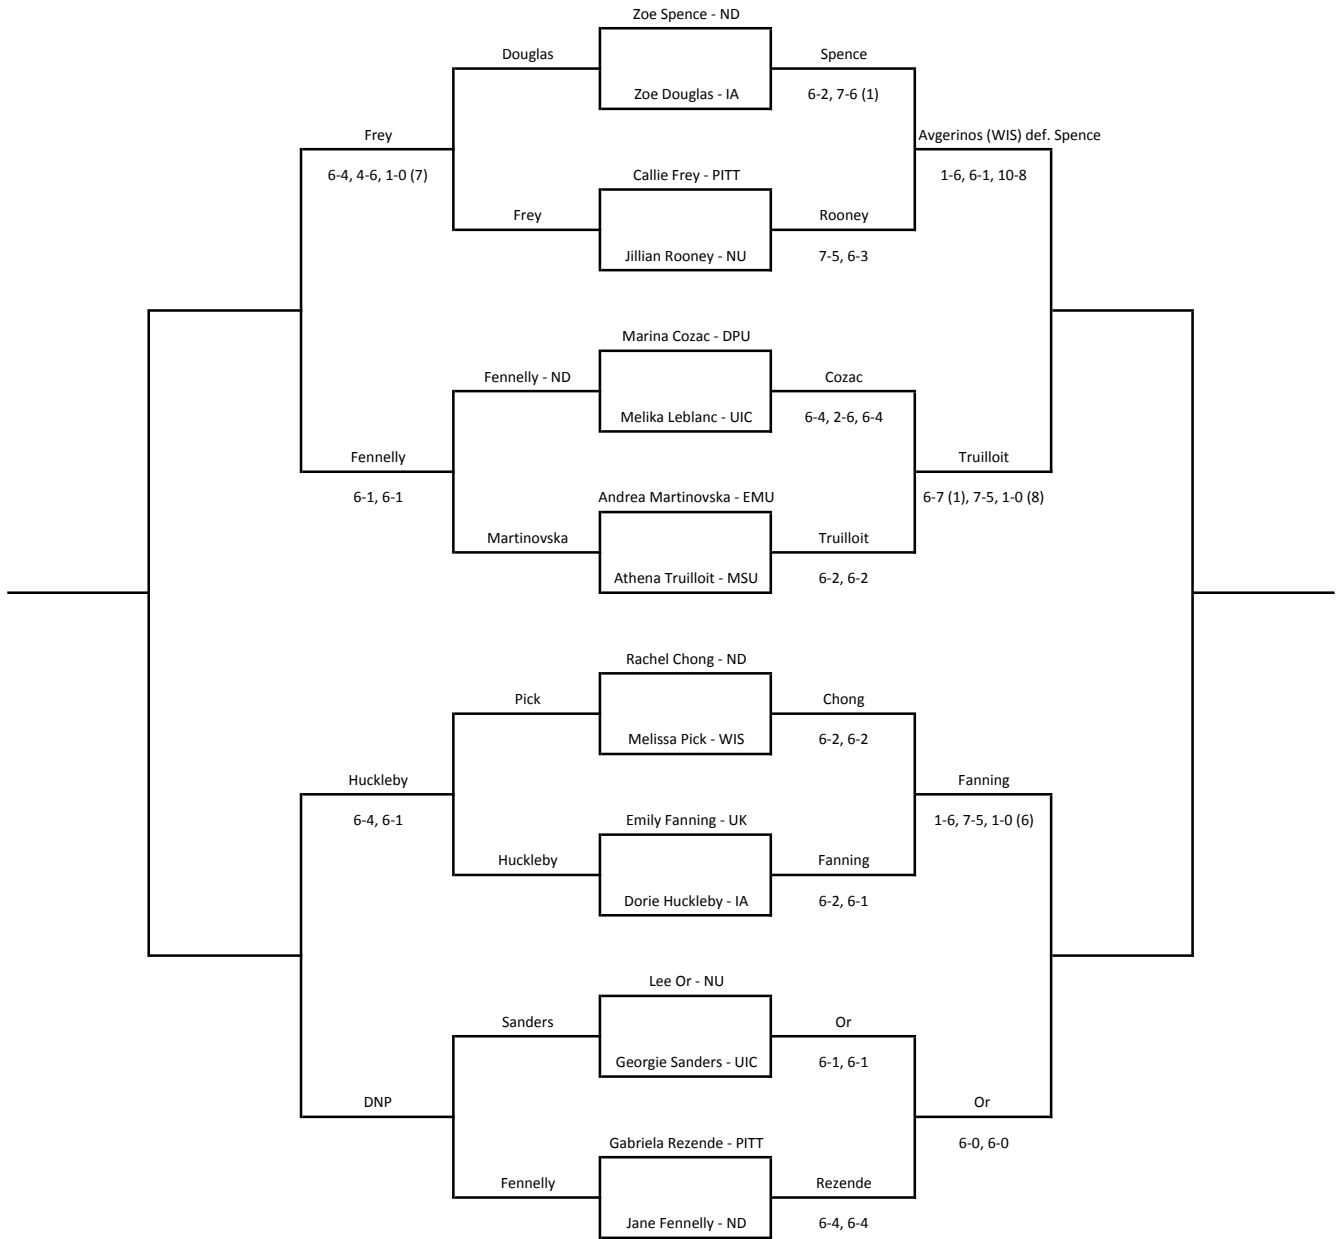 Zoe Spence - ND
Douglas
Spence
Zoe Douglas - IA
6-2, 7-6 (1)
Frey
Avgerinos (WIS) def. Spence
6-4, 4-6, 1-0 (7)
Callie Frey - PITT
1-6, 6-1, 10-8
Frey
Rooney
Jillian Rooney - NU
7-5, 6-3
Marina Cozac - DPU
Fennelly - ND
Cozac
Melika Leblanc - UIC
6-4, 2-6, 6-4
Fennelly
Truilloit
6-1, 6-1
Andrea Martinovska - EMU
6-7 (1), 7-5, 1-0 (8)
Martinovska
Truilloit
Athena Truilloit - MSU
6-2, 6-2
Rachel Chong - ND
Pick
Chong
Melissa Pick - WIS
6-2, 6-2
Huckleby
Fanning
6-4, 6-1
Emily Fanning - UK
1-6, 7-5, 1-0 (6)
Huckleby
Fanning
Dorie Huckleby - IA
6-2, 6-1
Lee Or - NU
Sanders
Or
Georgie Sanders - UIC
6-1, 6-1
DNP
Or
Gabriela Rezende - PITT
6-0, 6-0
Fennelly
Rezende
Jane Fennelly - ND
6-4, 6-4